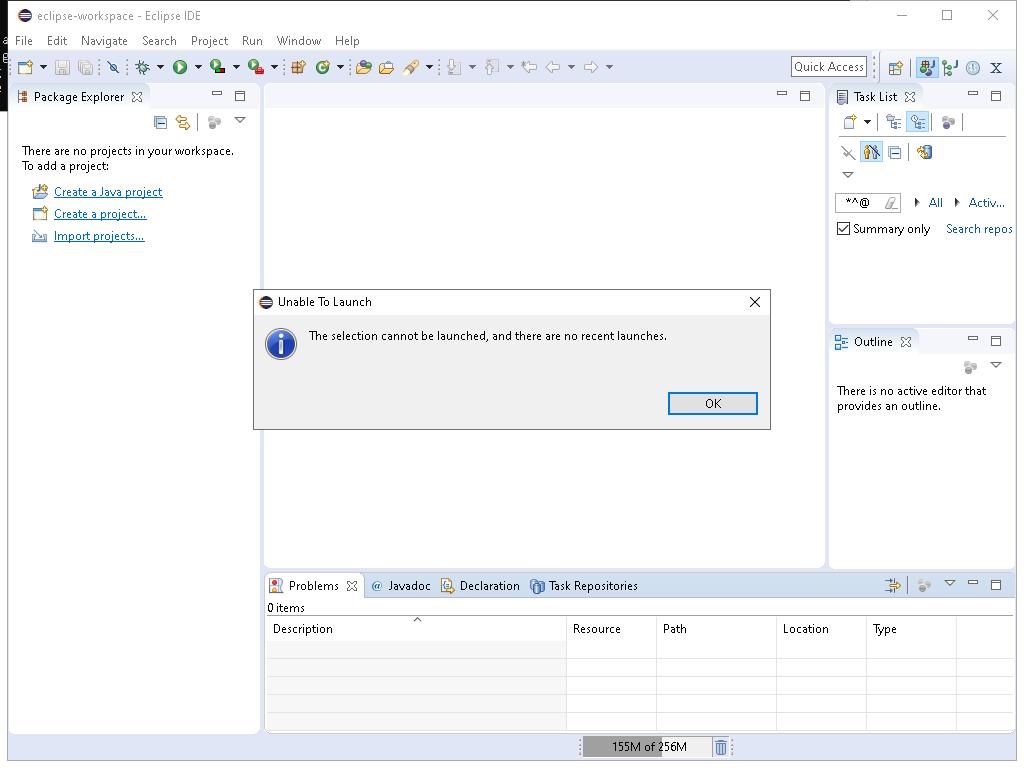 eclipse-workspace - Eclipse IDE
File Edit Navigate Search Project Run Window Help
Quick Access
Package Explorer
There are no projects in your workspace.
To add a project:
Create a Java project
Create a project...
Import projects...
Task List
*^@ All Activ...
Summary only Search repos
Unable To Launch
The selection cannot be launched, and there are no recent launches.
OK
Outline
There is no active editor that
provides an outline.
Problems @ Javadoc Declaration Task Repositories
0 items
Description Resource Path Location Type
155M of 256M